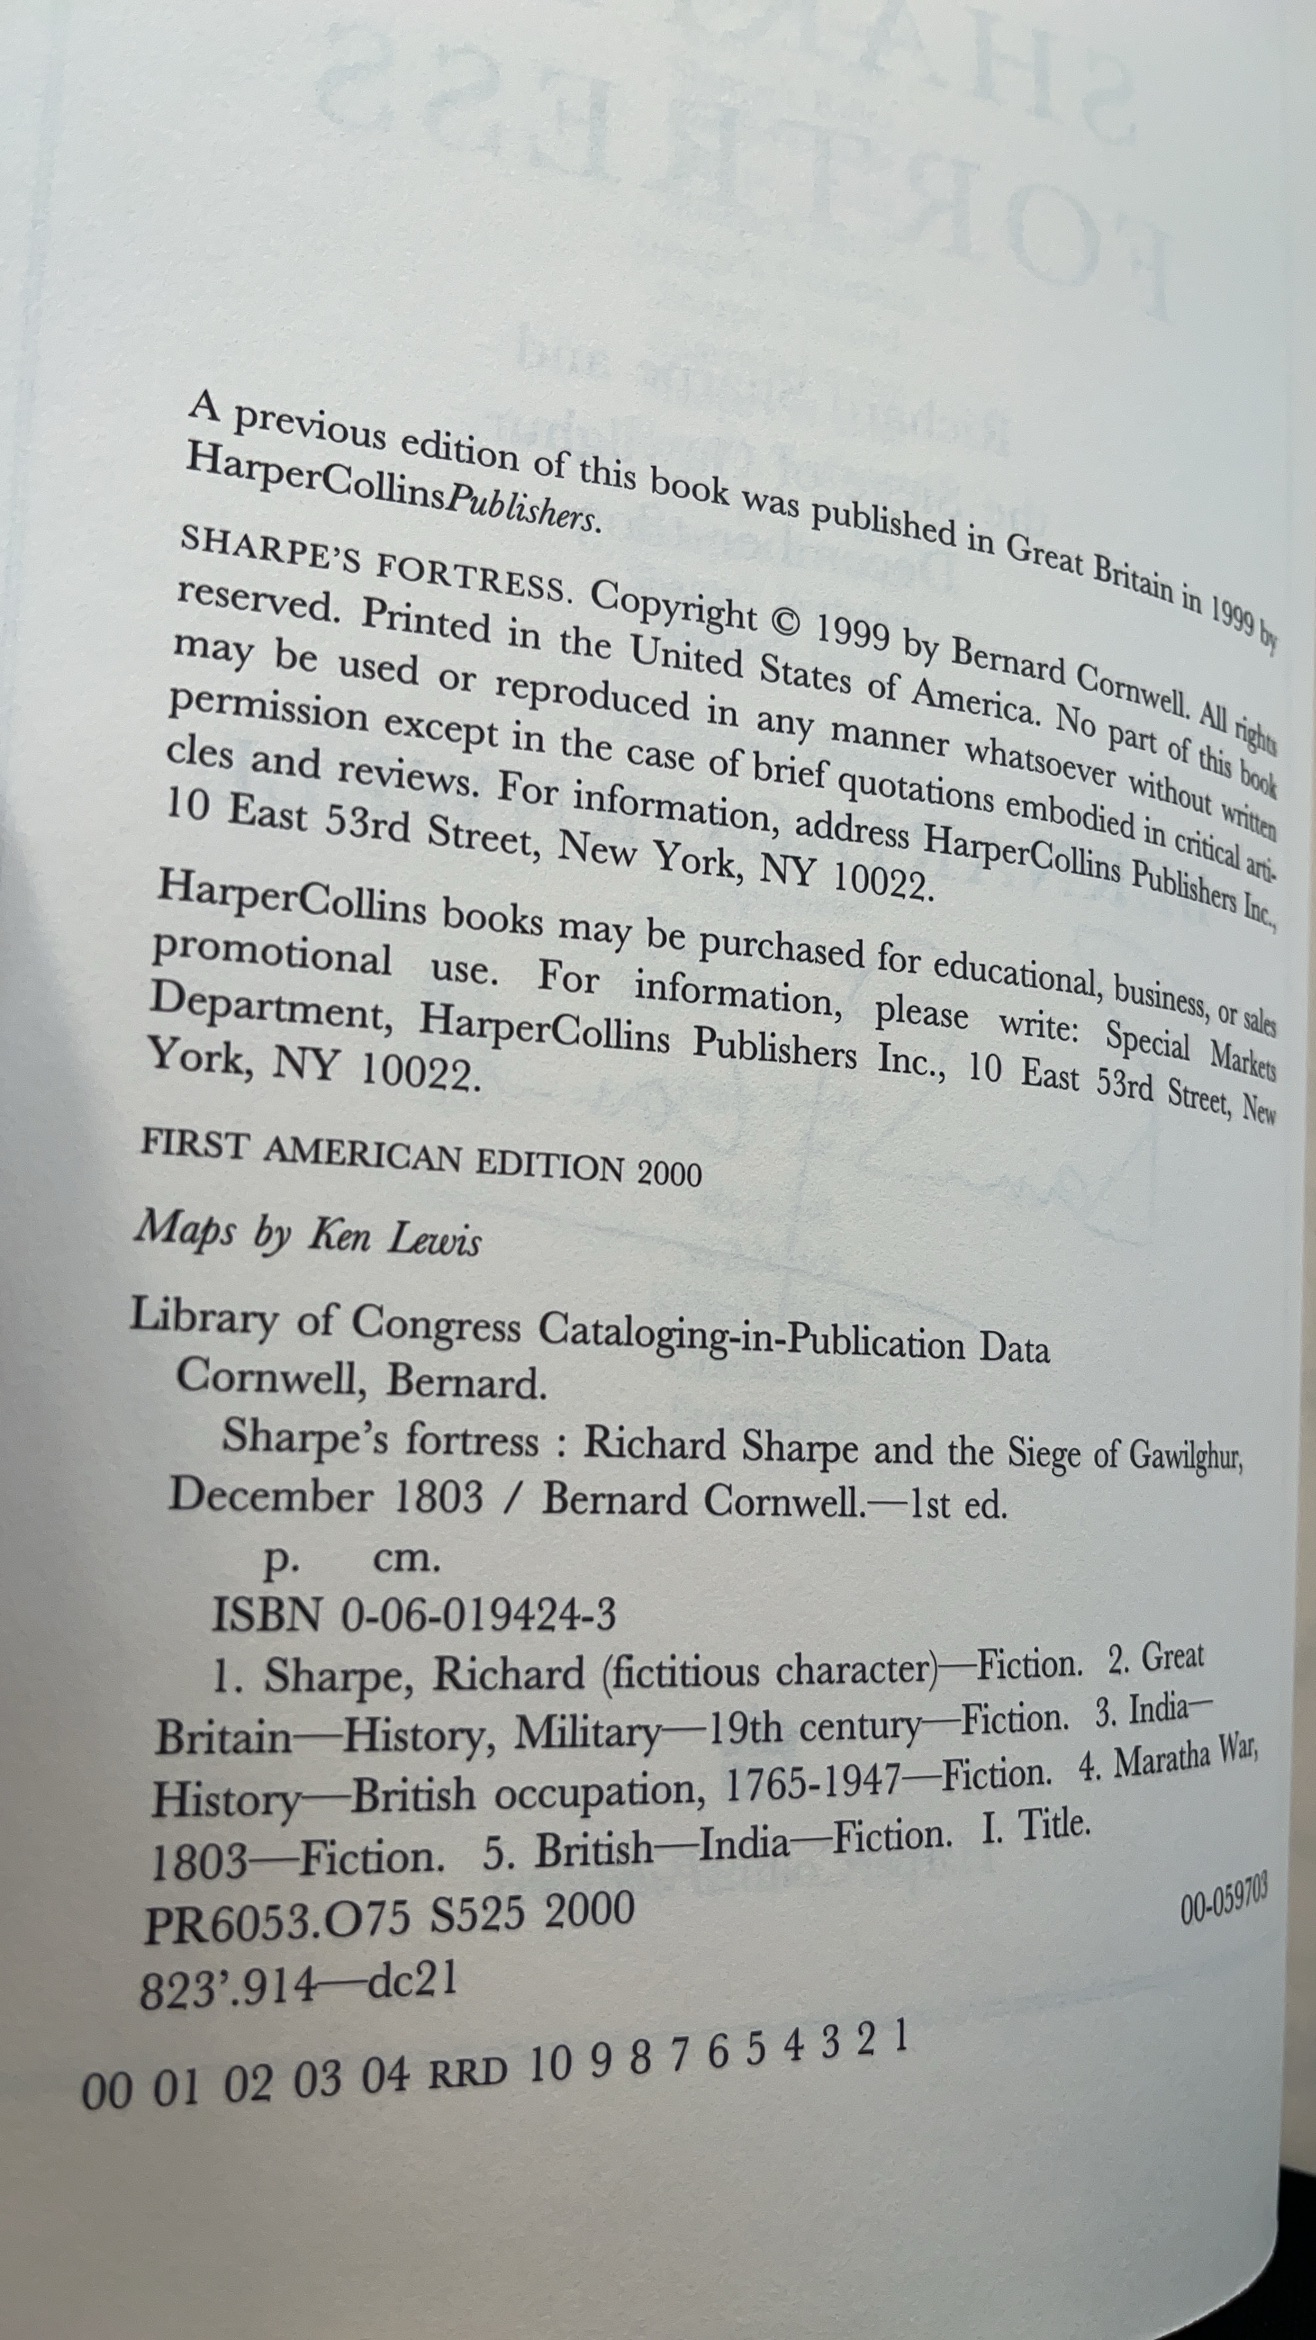 A previous edition of this book was published in Great Britain in 1999 by
HarperCollinsPublishers.
SHARPE'S FORTRESS. Copyright © 1999 by Bernard Cornwell. All rights
reserved. Printed in the United States of America. No part of this book
may be used or reproduced in any manner whatsoever without written
permission except in the case of brief quotations embodied in critical arti-
cles and reviews. For information, address HarperCollins Publishers Inc.,
10 East 53rd Street, New York, NY 10022.
HarperCollins books may be purchased for educational, business, or sales
promotional use. For information, please write: Special Markets
Department, HarperCollins Publishers Inc., 10 East 53rd Street, New
York, NY 10022.
FIRST AMERICAN EDITION 2000
Maps by Ken Lewis
Library of Congress Cataloging-in-Publication Data
Cornwell, Bernard.
Sharpe's fortress : Richard Sharpe and the Siege of Gawilghur,
December 1803 / Bernard Cornwell.—1st ed.
p. cm.
ISBN 0-06-019424-3
1. Sharpe, Richard (fictitious character)—Fiction. 2. Great
Britain—History, Military—19th century—Fiction. 3. India—
History—British occupation, 1765-1947—Fiction. 4. Maratha War,
1803—Fiction. 5. British—India—Fiction. I. Title.
PR6053.O75 S525 2000
823'.914—dc21
00-059703
00 01 02 03 04 RRD 10 9 8 7 6 5 4 3 2 1